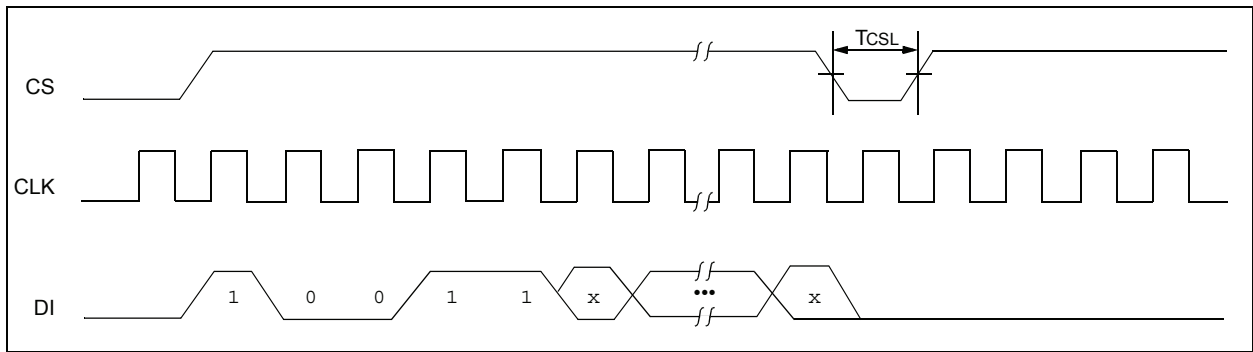 TCSL
CS
CLK
DI 1 0 0 1 1 x ••• x